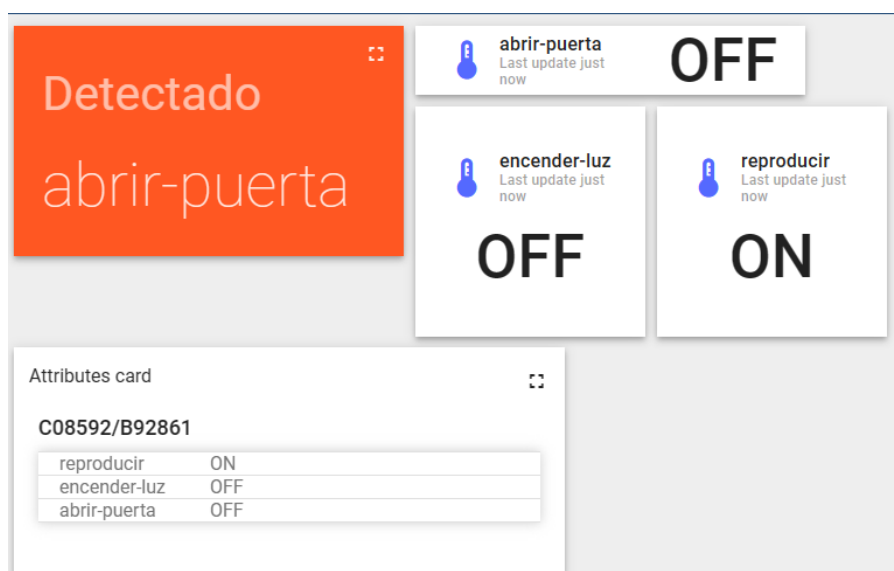 Detectado
abrir-puerta
abrir-puerta
Last update just
now
OFF
encender-luz
Last update just
now
OFF
reproducir
Last update just
now
ON
Attributes card
C08592/B92861
reproducir ON
encender-luz OFF
abrir-puerta OFF